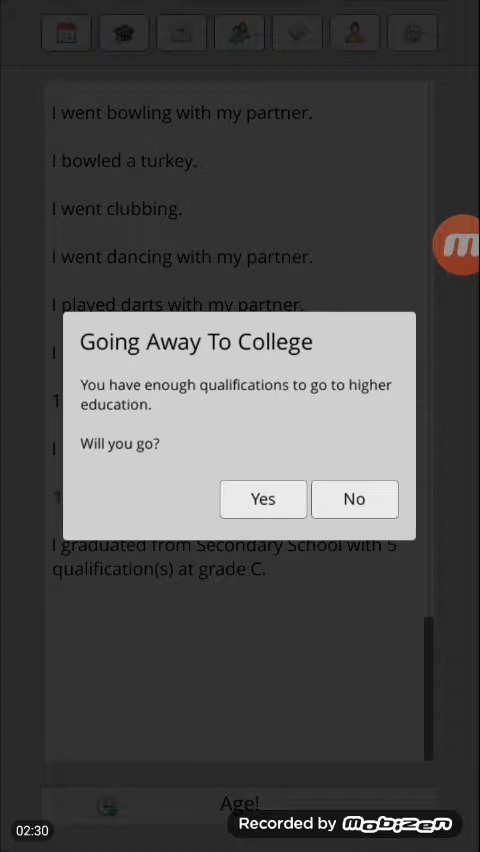 I went bowling with my partner.
I bowled a turkey.
I went clubbing.
I went dancing with my partner.
I played darts with my partner.
I
Going Away To College
You have enough qualifications to go to higher
education.
1
Will you go?
I
Yes
No
1
I graduated from Secondary School with 5
qualification(s) at grade C.
Age!
02:30
Recorded by mobizen